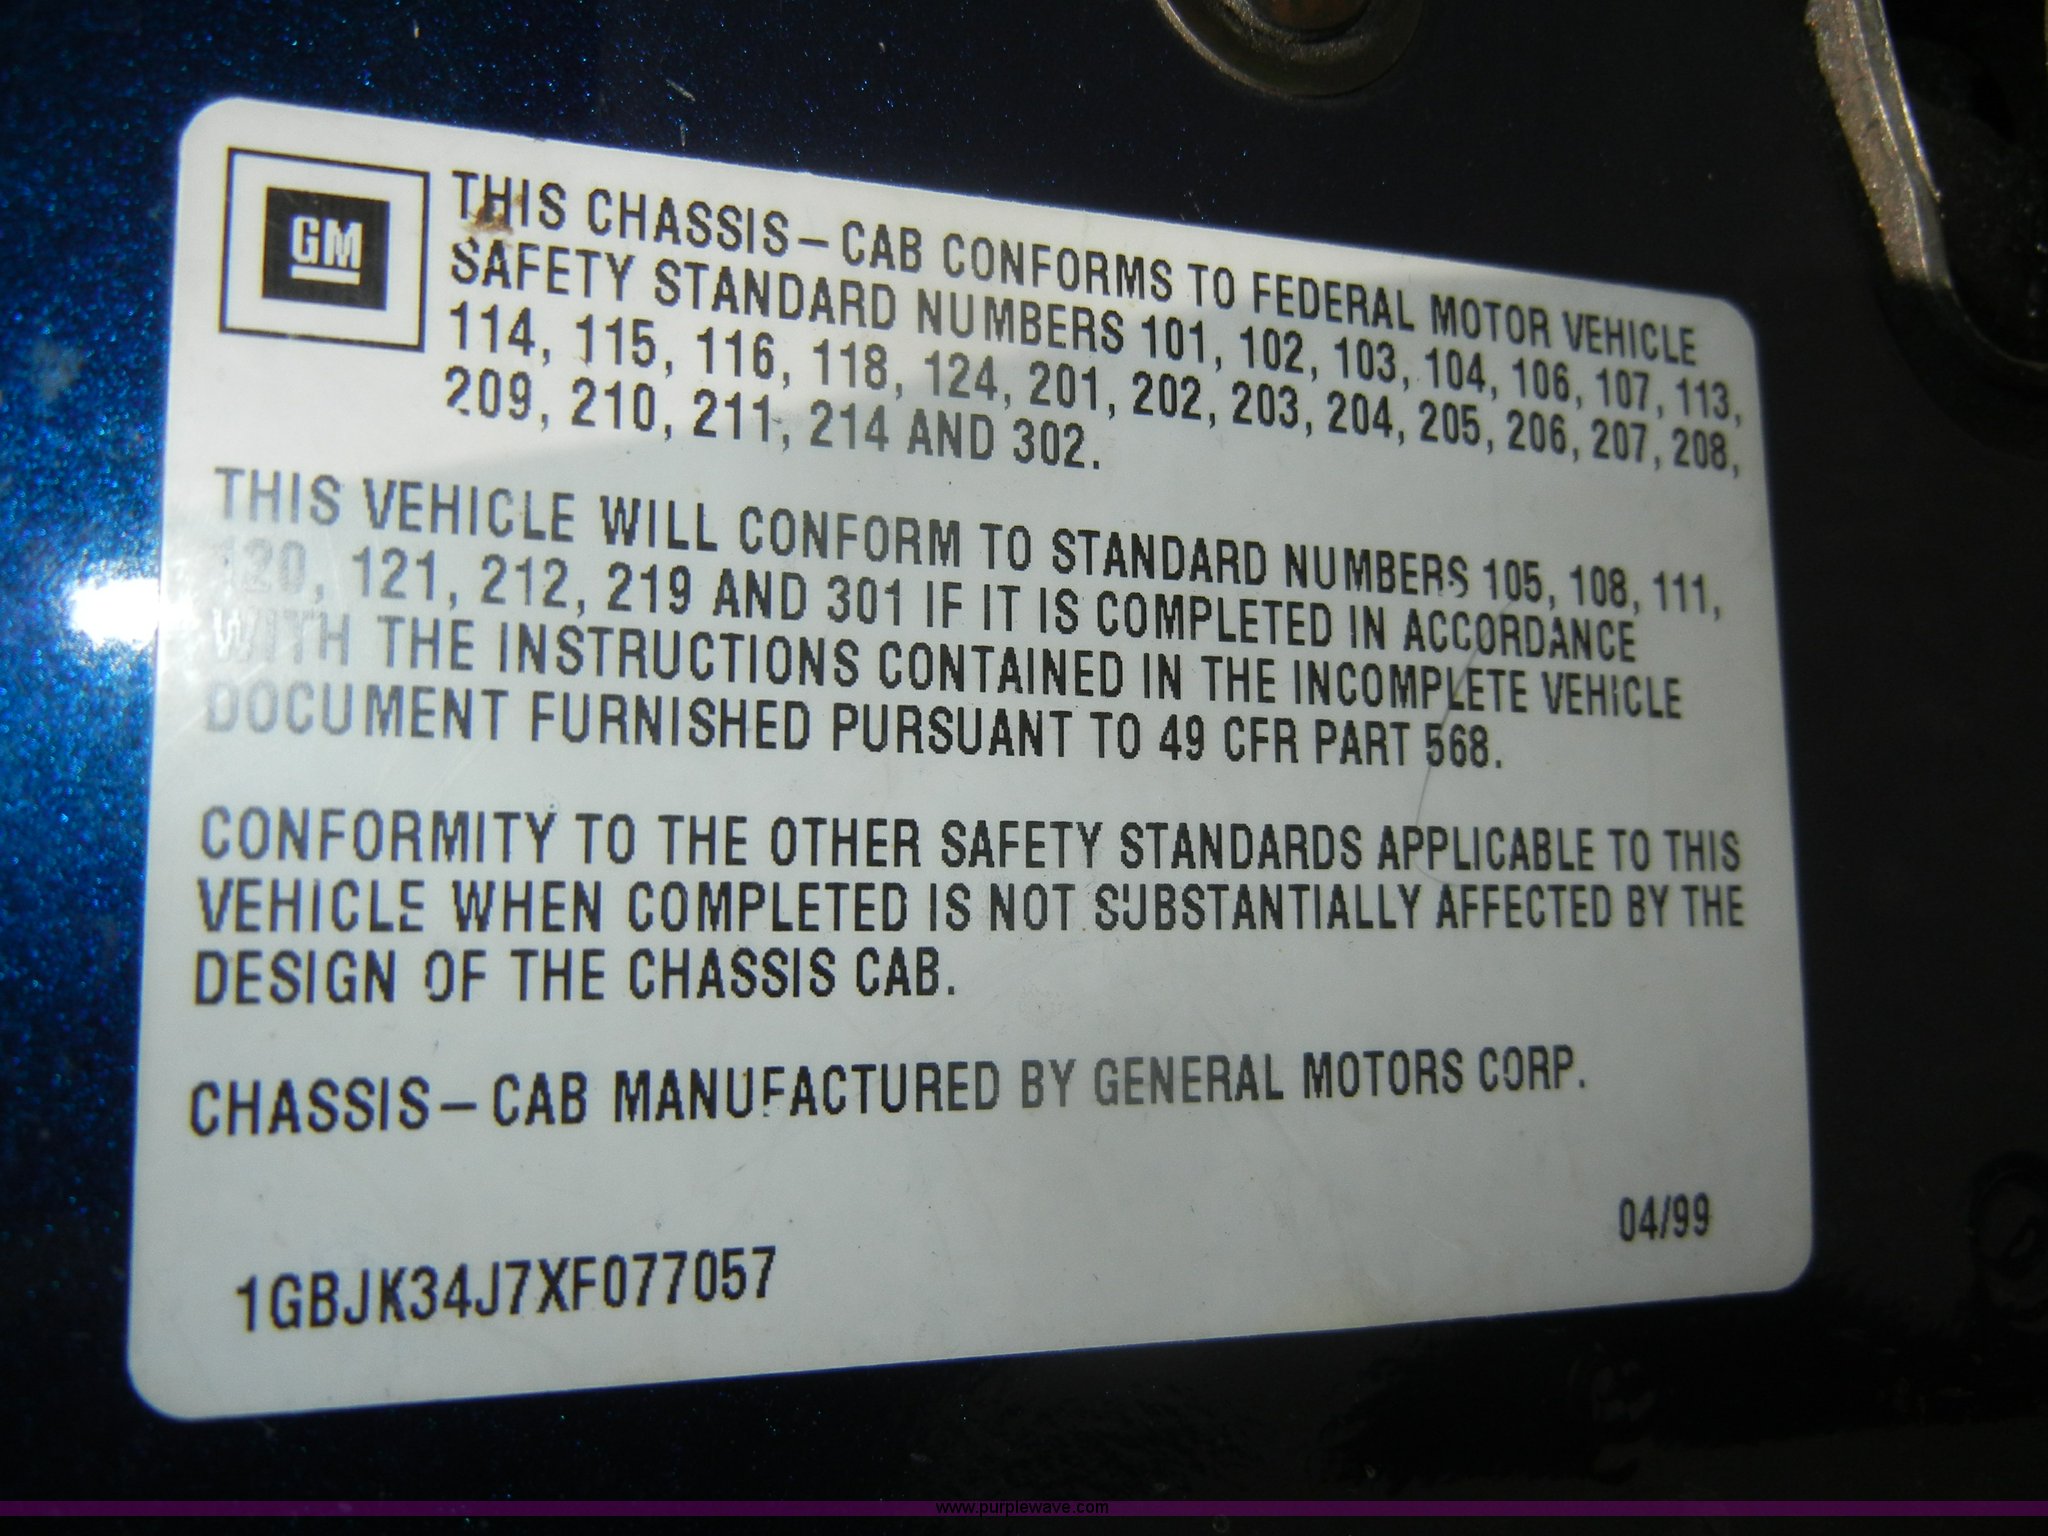 GM
THIS CHASSIS – CAB CONFORMS TO FEDERAL MOTOR VEHICLE
SAFETY STANDARD NUMBERS 101, 102, 103, 104, 106, 107, 113,
114, 115, 116, 118, 124, 201, 202, 203, 204, 205, 206, 207, 208,
209, 210, 211, 214 AND 302.
THIS VEHICLE WILL CONFORM TO STANDARD NUMBERS 105, 108, 111,
120, 121, 212, 219 AND 301 IF IT IS COMPLETED IN ACCORDANCE
WITH THE INSTRUCTIONS CONTAINED IN THE INCOMPLETE VEHICLE
DOCUMENT FURNISHED PURSUANT TO 49 CFR PART 568.
CONFORMITY TO THE OTHER SAFETY STANDARDS APPLICABLE TO THIS
VEHICLE WHEN COMPLETED IS NOT SUBSTANTIALLY AFFECTED BY THE
DESIGN OF THE CHASSIS CAB.
CHASSIS – CAB MANUFACTURED BY GENERAL MOTORS CORP.
04/99
1GBJK34J7XF077057
www.purplewave.com